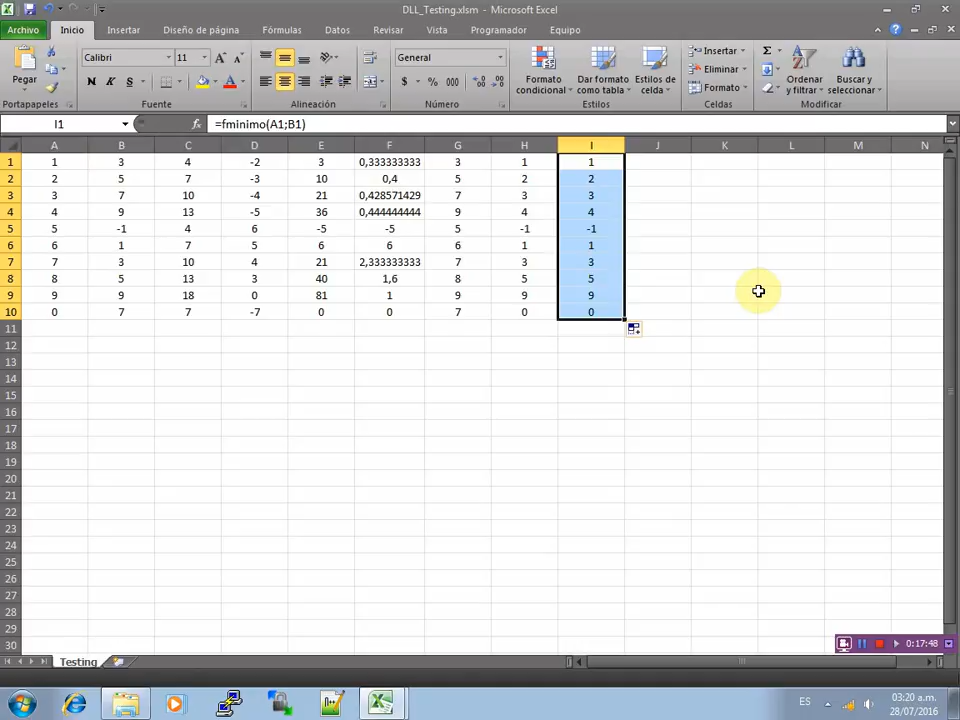 DLL_Testing.xlsm - Microsoft Excel
Archivo Inicio Insertar Diseño de página Fórmulas Datos Revisar Vista Programador Equipo
Pegar
Calibri 11
N K S
General
$ % 000
Formato condicional
Dar formato como tabla
Estilos de celda
Insertar
Eliminar
Formato
Ordenar y filtrar
Buscar y seleccionar
Portapapeles Fuente Alineación Número Estilos Celdas Modificar
I1 fx =fminimo(A1;B1)
A B C D E F G H I J K L M N
1 1 3 4 -2 3 0,333333333 3 1 1
2 2 5 7 -3 10 0,4 5 2 2
3 3 7 10 -4 21 0,428571429 7 3 3
4 4 9 13 -5 36 0,444444444 9 4 4
5 5 -1 4 6 -5 -5 5 -1 -1
6 6 1 7 5 6 6 6 1 1
7 7 3 10 4 21 2,333333333 7 3 3
8 8 5 13 3 40 1,6 8 5 5
9 9 9 18 0 81 1 9 9 9
10 0 7 7 -7 0 0 7 0 0
11
12
13
14
15
16
17
18
19
20
21
22
23
24
25
26
27
28
29
30
0:17:48
Testing
ES
03:20 a.m.
28/07/2016